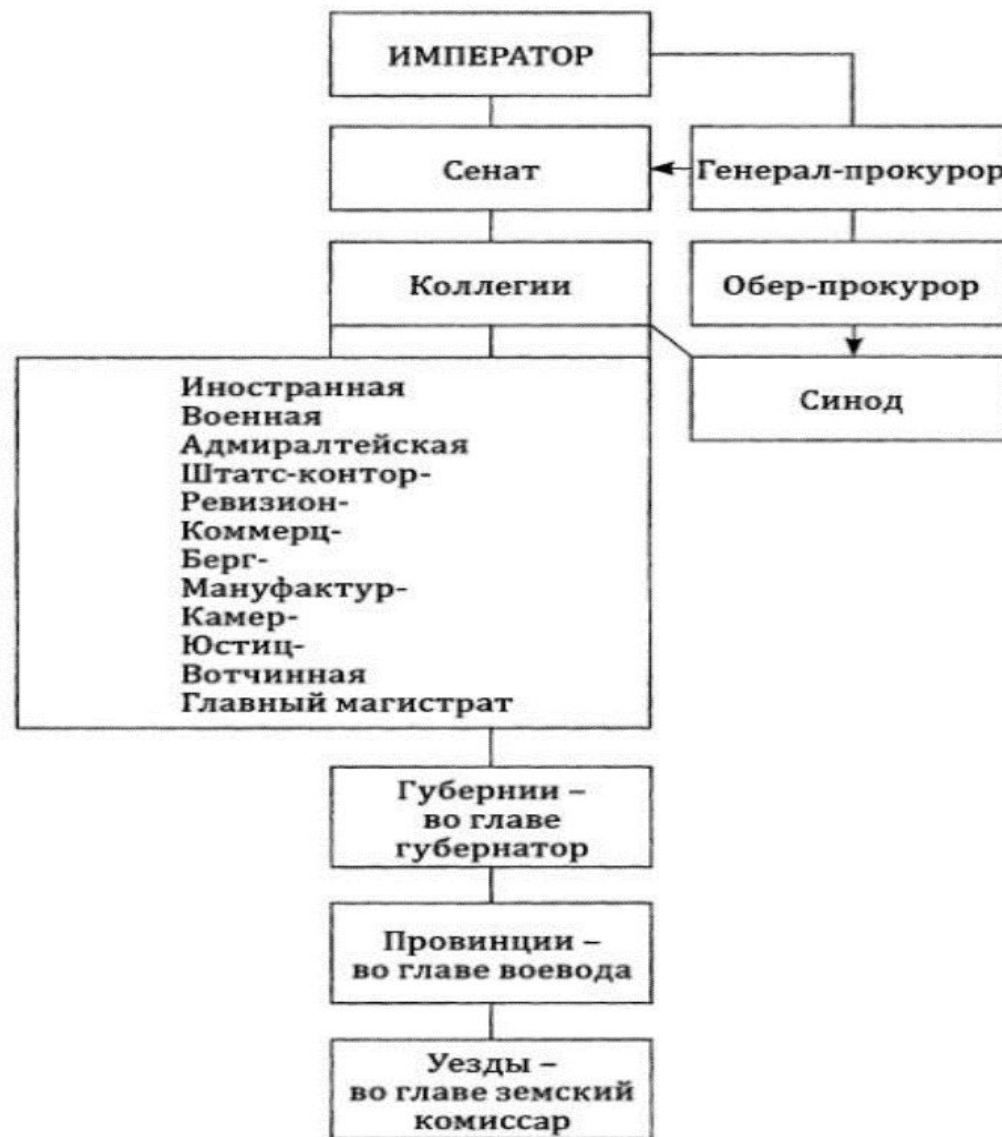 ИМПЕРАТОР
Сенат
Генерал-прокурор
Коллегии
Обер-прокурор
Синод
Иностранная
Военная
Адмиралтейская
Штатс-контор-
Ревизион-
Коммерц-
Берг-
Мануфактур-
Камер-
Юстиц-
Вотчинная
Главный магистрат
Губернии –
во главе
губернатор
Провинции –
во главе воевода
Уезды –
во главе земский
комиссар